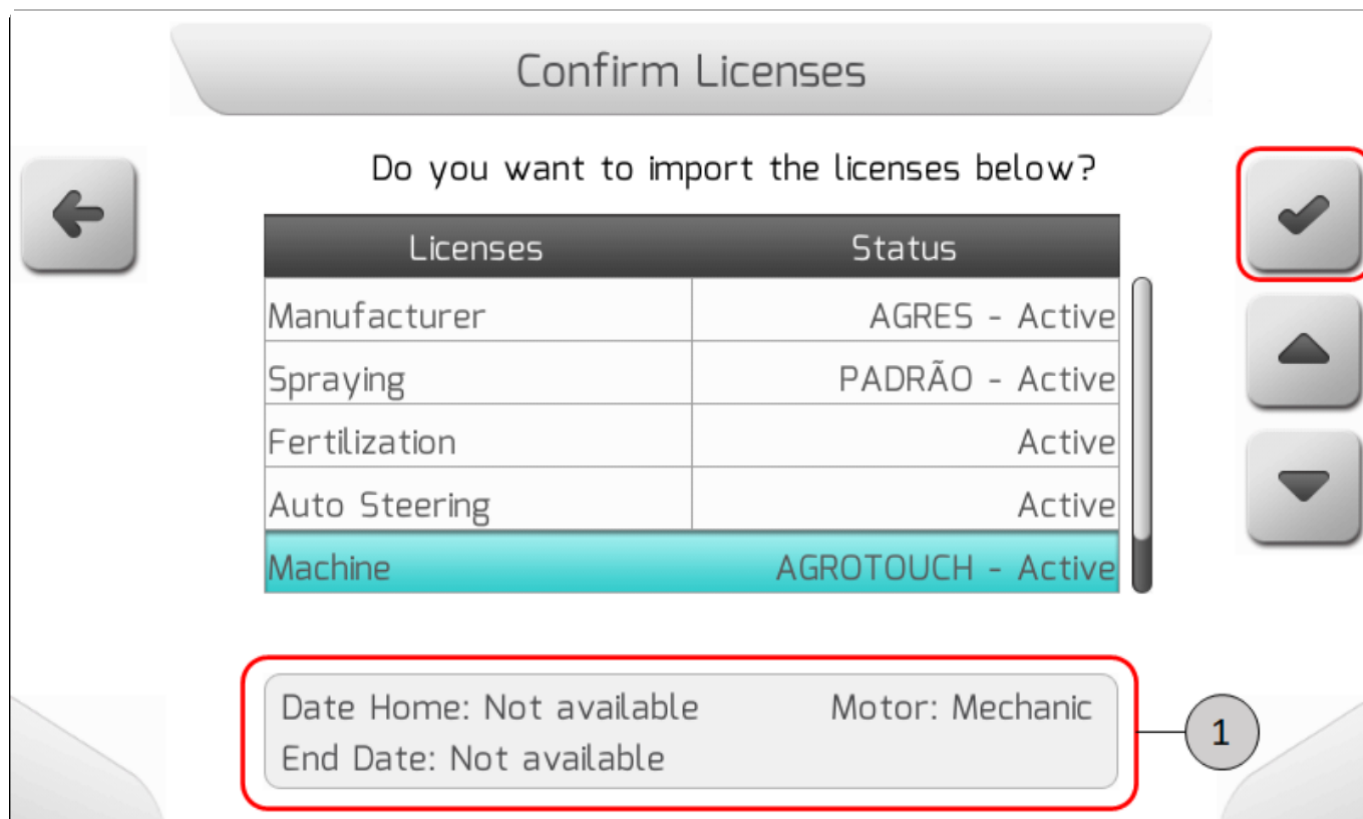 Confirm Licenses
Do you want to import the licenses below?
Licenses Status
Manufacturer AGRES - Active
Spraying PADRÃO - Active
Fertilization Active
Auto Steering Active
Machine AGROTOUCH - Active
Date Home: Not available Motor: Mechanic
End Date: Not available
1